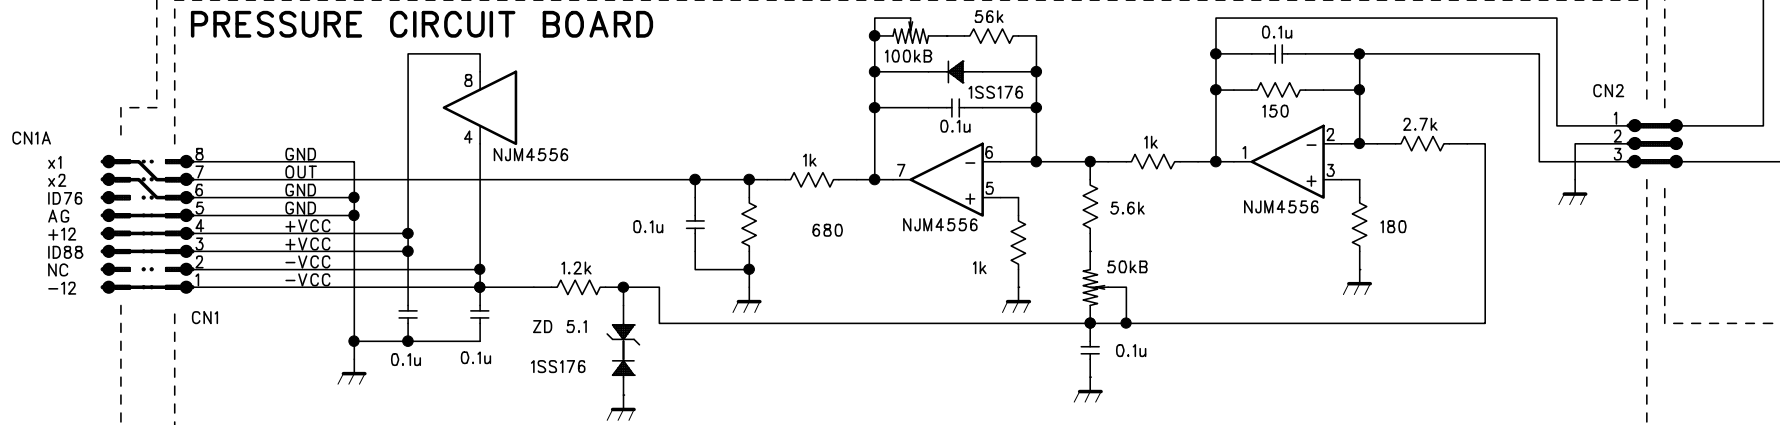 PRESSURE CIRCUIT BOARD
56k
100kB
0.1u
1SS176
150
0.1u
CN2
8
4
NJM4556
CN1A
x1
x2
ID76
AG
+12
ID88
NC
-12
8 GND
7 OUT
6 GND
5 GND
4 +VCC
3 +VCC
2 -VCC
1 -VCC
CN1
1k
680
0.1u
7
- 6
+ 5
NJM4556
1k
1k
1
- 2
+ 3
NJM4556
2.7k
180
1
2
3
5.6k
50kB
0.1u
1.2k
ZD 5.1
1SS176
0.1u
0.1u